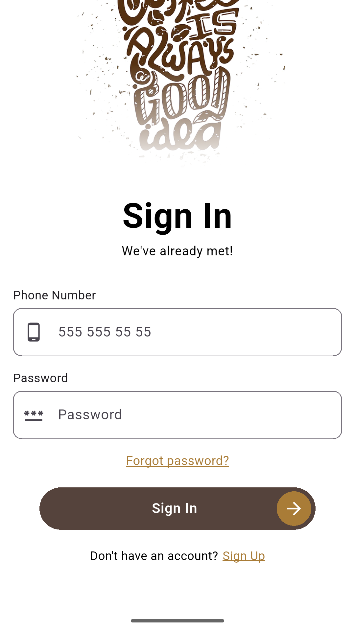 IS
ALWAYS
GOOD
idea
Sign In
We've already met!
Phone Number
555 555 55 55
Password
Password
Forgot password?
Sign In
Don't have an account? Sign Up